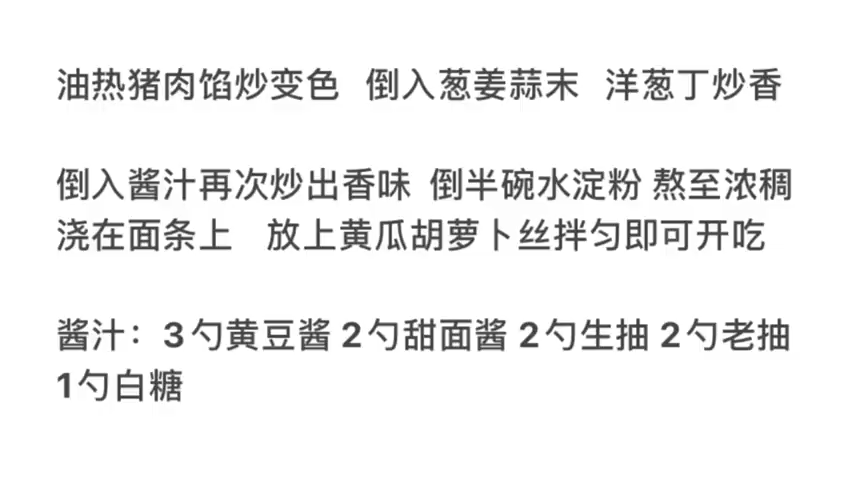 油热猪肉馅炒变色 倒入葱姜蒜末 洋葱丁炒香
倒入酱汁再次炒出香味 倒半碗水淀粉 熬至浓稠
浇在面条上 放上黄瓜胡萝卜丝拌匀即可开吃
酱汁：3勺黄豆酱 2勺甜面酱 2勺生抽 2勺老抽
1勺白糖